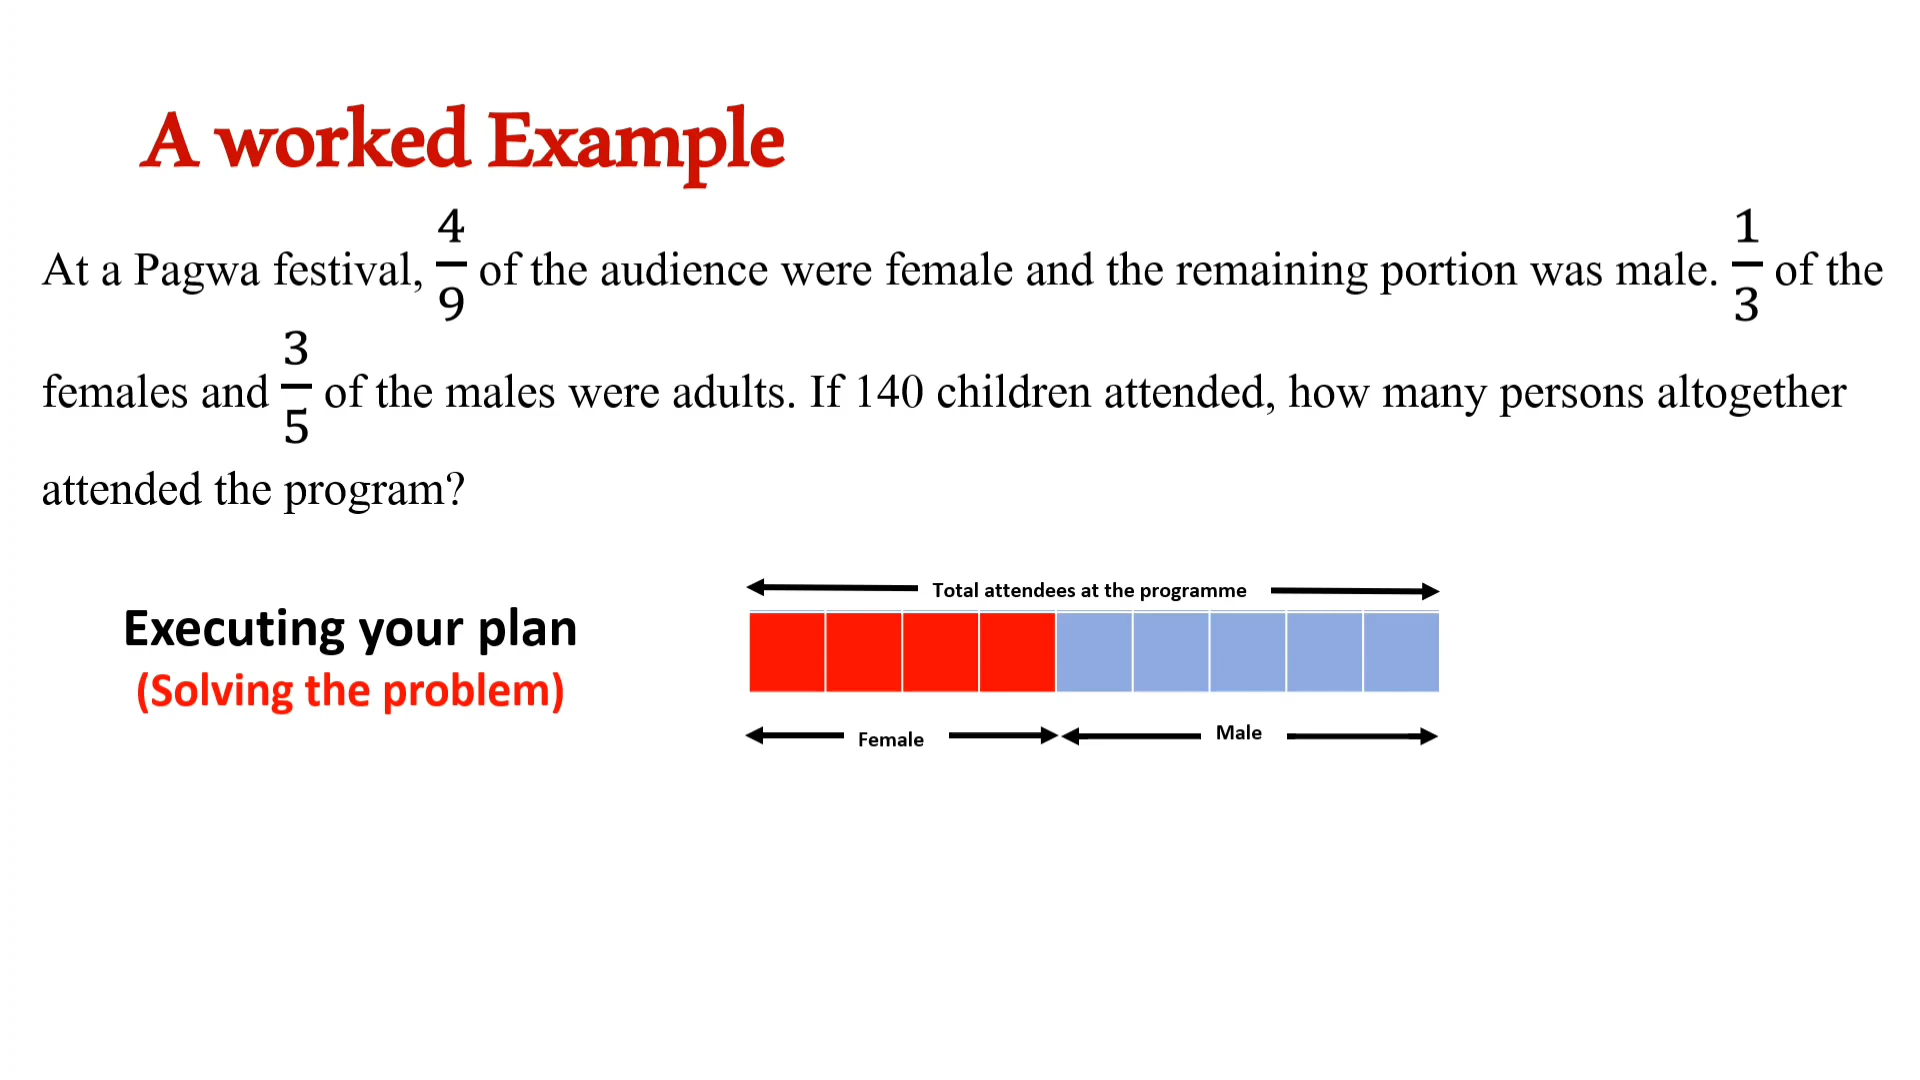 A worked Example
At a Pagwa festival, 4/9 of the audience were female and the remaining portion was male. 1/3 of the
females and 3/5 of the males were adults. If 140 children attended, how many persons altogether
attended the program?
Total attendees at the programme
Executing your plan
(Solving the problem)
Female
Male